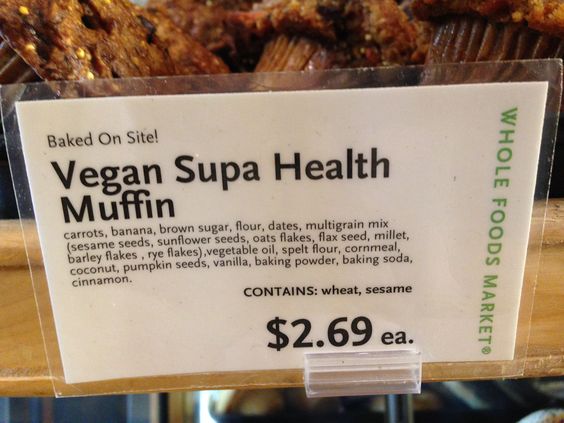 Baked On Site!
Vegan Supa Health
Muffin
carrots, banana, brown sugar, flour, dates, multigrain mix
(sesame seeds, sunflower seeds, oats flakes, flax seed, millet,
barley flakes , rye flakes),vegetable oil, spelt flour, cornmeal,
coconut, pumpkin seeds, vanilla, baking powder, baking soda,
cinnamon.
CONTAINS: wheat, sesame
$2.69 ea.
WHOLE FOODS MARKET®